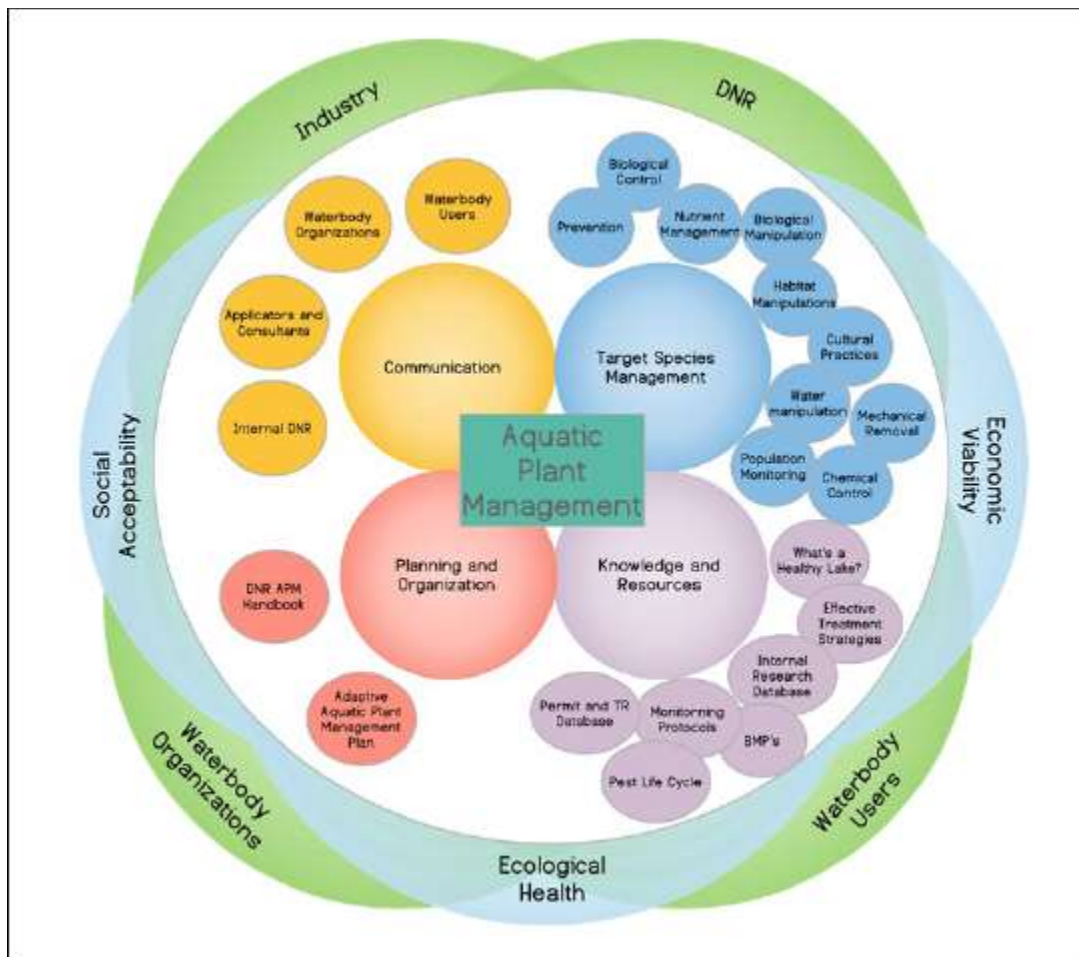 Industry
DNR
Biological
Control
Waterbody
Users
Waterbody
Organizations
Prevention
Nutrient
Management
Biological
Manipulation
Habitat
Manipulations
Applicators and
Consultants
Cultural
Practices
Communication
Target Species
Management
Water
manipulation
Mechanical
Removal
Internal DNR
Population
Monitoring
Chemical
Control
Aquatic
Plant
Management
Social
Acceptability
Economic
Viability
Planning and
Organization
Knowledge and
Resources
What's a
Healthy Lake?
DNR APM
Handbook
Effective
Treatment
Strategies
Internal
Research
Database
Adaptive
Aquatic Plant
Management
Plan
Permit and TR
Database
Monitorning
Protocols
BMP's
Pest Life Cycle
Waterbody
Organizations
Waterbody
Users
Ecological
Health